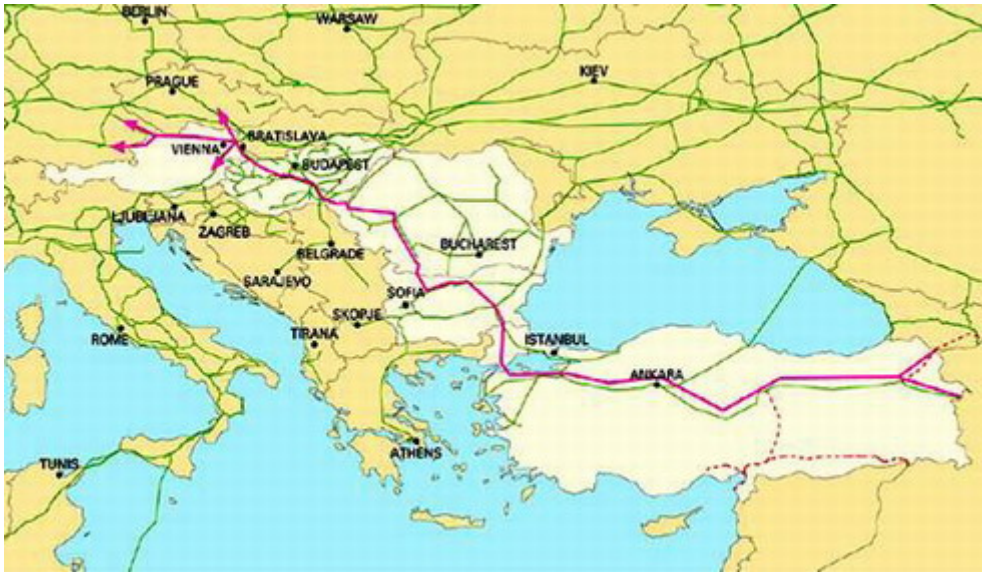 BERLIN
WARSAW
KIEV
PRAGUE
BRATISLAVA
VIENNA
BUDAPEST
LJUBLJANA
ZAGREB
BELGRADE
BUCHAREST
SARAJEVO
SOFIA
SKOPJE
TIRANA
ROME
ISTANBUL
ANKARA
ATHENS
TUNIS